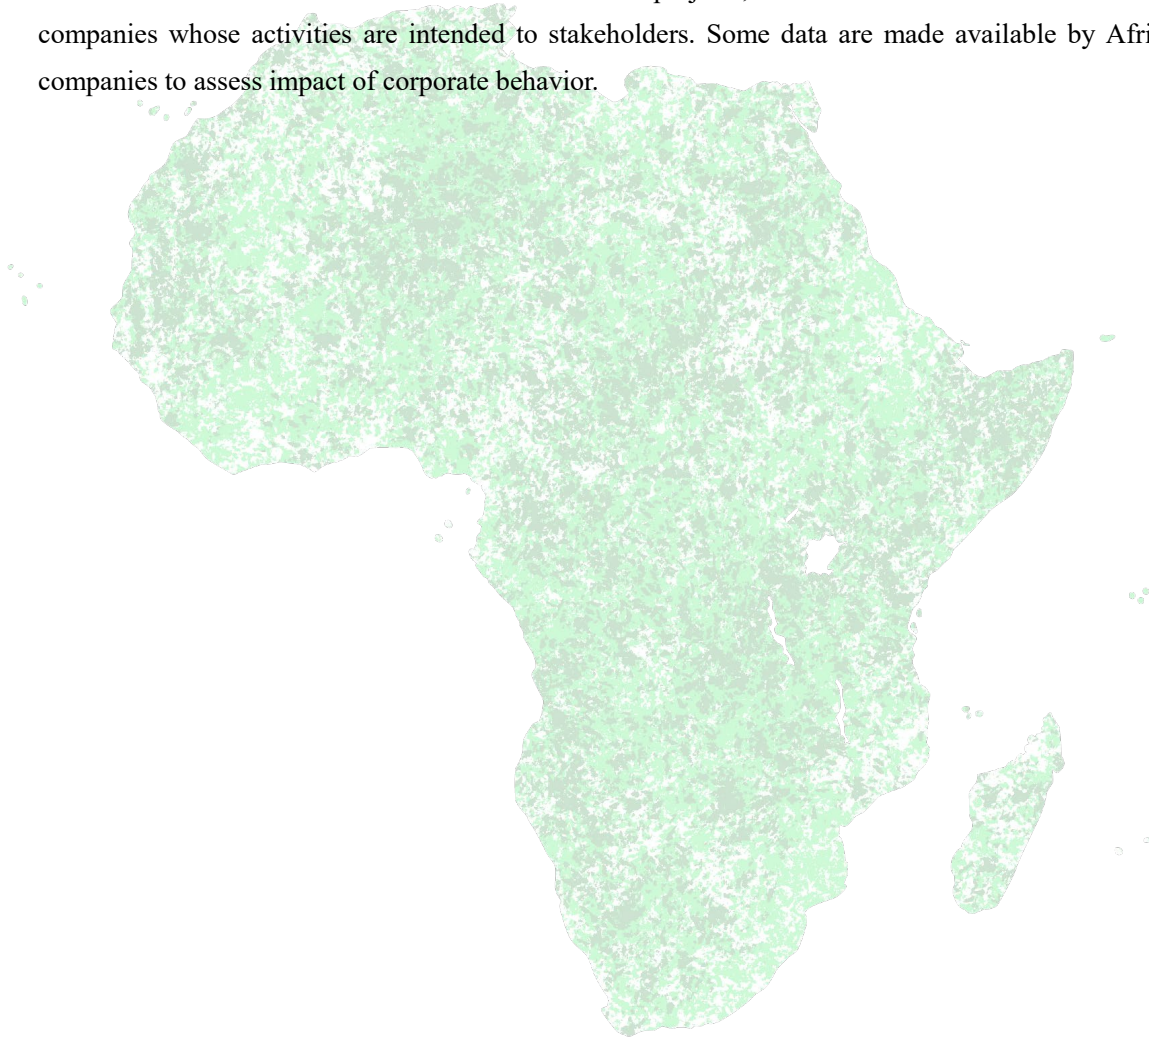 companies whose activities are intended to stakeholders. Some data are made available by Afri
companies to assess impact of corporate behavior.